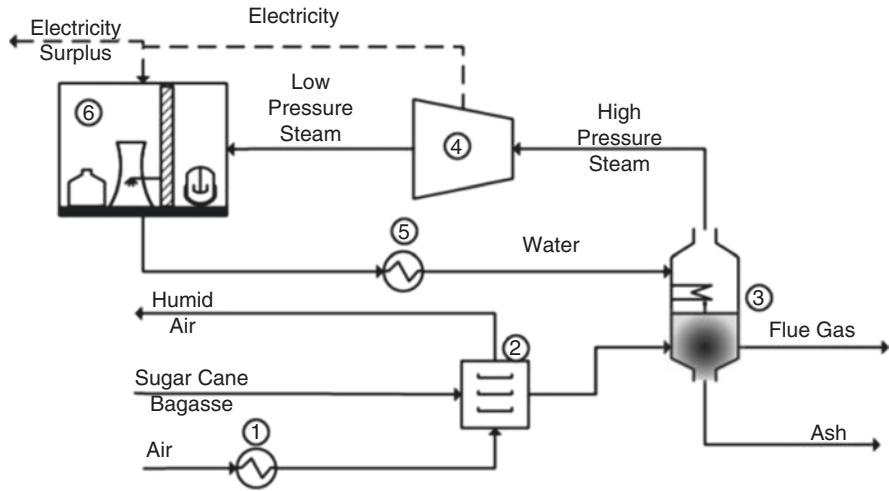 Electricity
Electricity
Surplus
6
Low
Pressure
Steam
4
High
Pressure
Steam
5
Water
3
Humid
Air
2
Flue Gas
Sugar Cane
Bagasse
1
Air
Ash